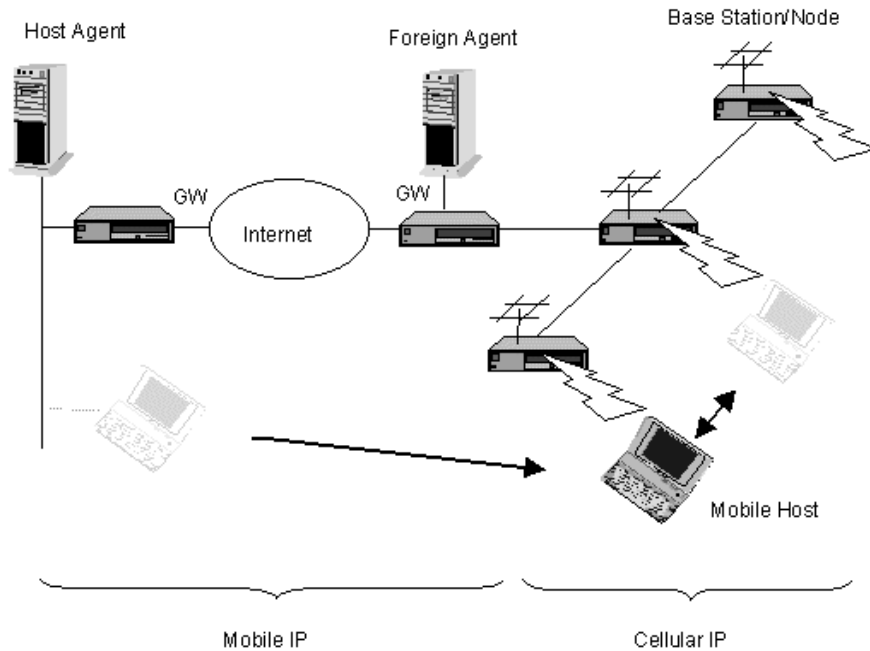 Host Agent
Foreign Agent
Base Station/Node
GW
GW
Internet
Mobile Host
Mobile IP
Cellular IP